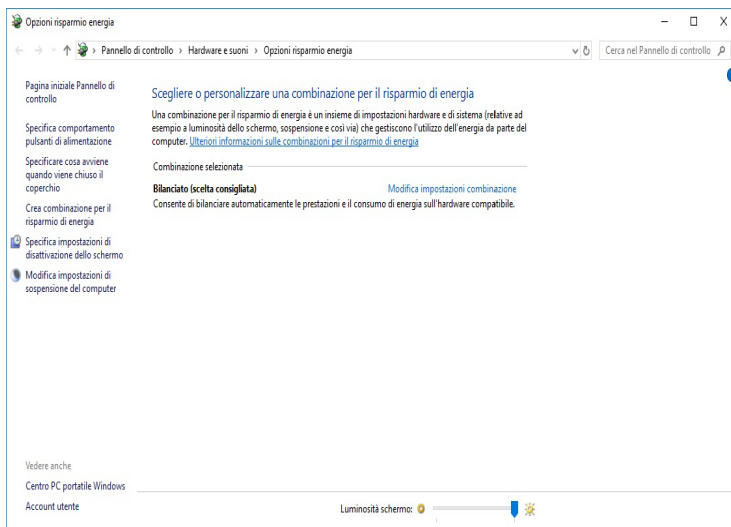 Opzioni risparmio energia
Pannello di controllo › Hardware e suoni › Opzioni risparmio energia
Cerca nel Pannello di controllo
Pagina iniziale Pannello di
controllo
Specifica comportamento
pulsanti di alimentazione
Specificare cosa avviene
quando viene chiuso il
coperchio
Crea combinazione per il
risparmio di energia
Specifica impostazioni di
disattivazione dello schermo
Modifica impostazioni di
sospensione del computer
Scegliere o personalizzare una combinazione per il risparmio di energia
Una combinazione per il risparmio di energia è un insieme di impostazioni hardware e di sistema (relative ad
esempio a luminosità dello schermo, sospensione e così via) che gestiscono l'utilizzo dell'energia da parte del
computer. Ulteriori informazioni sulle combinazioni per il risparmio di energia
Combinazione selezionata
Bilanciato (scelta consigliata) Modifica impostazioni combinazione
Consente di bilanciare automaticamente le prestazioni e il consumo di energia sull'hardware compatibile.
Vedere anche
Centro PC portatile Windows
Account utente
Luminosità schermo: